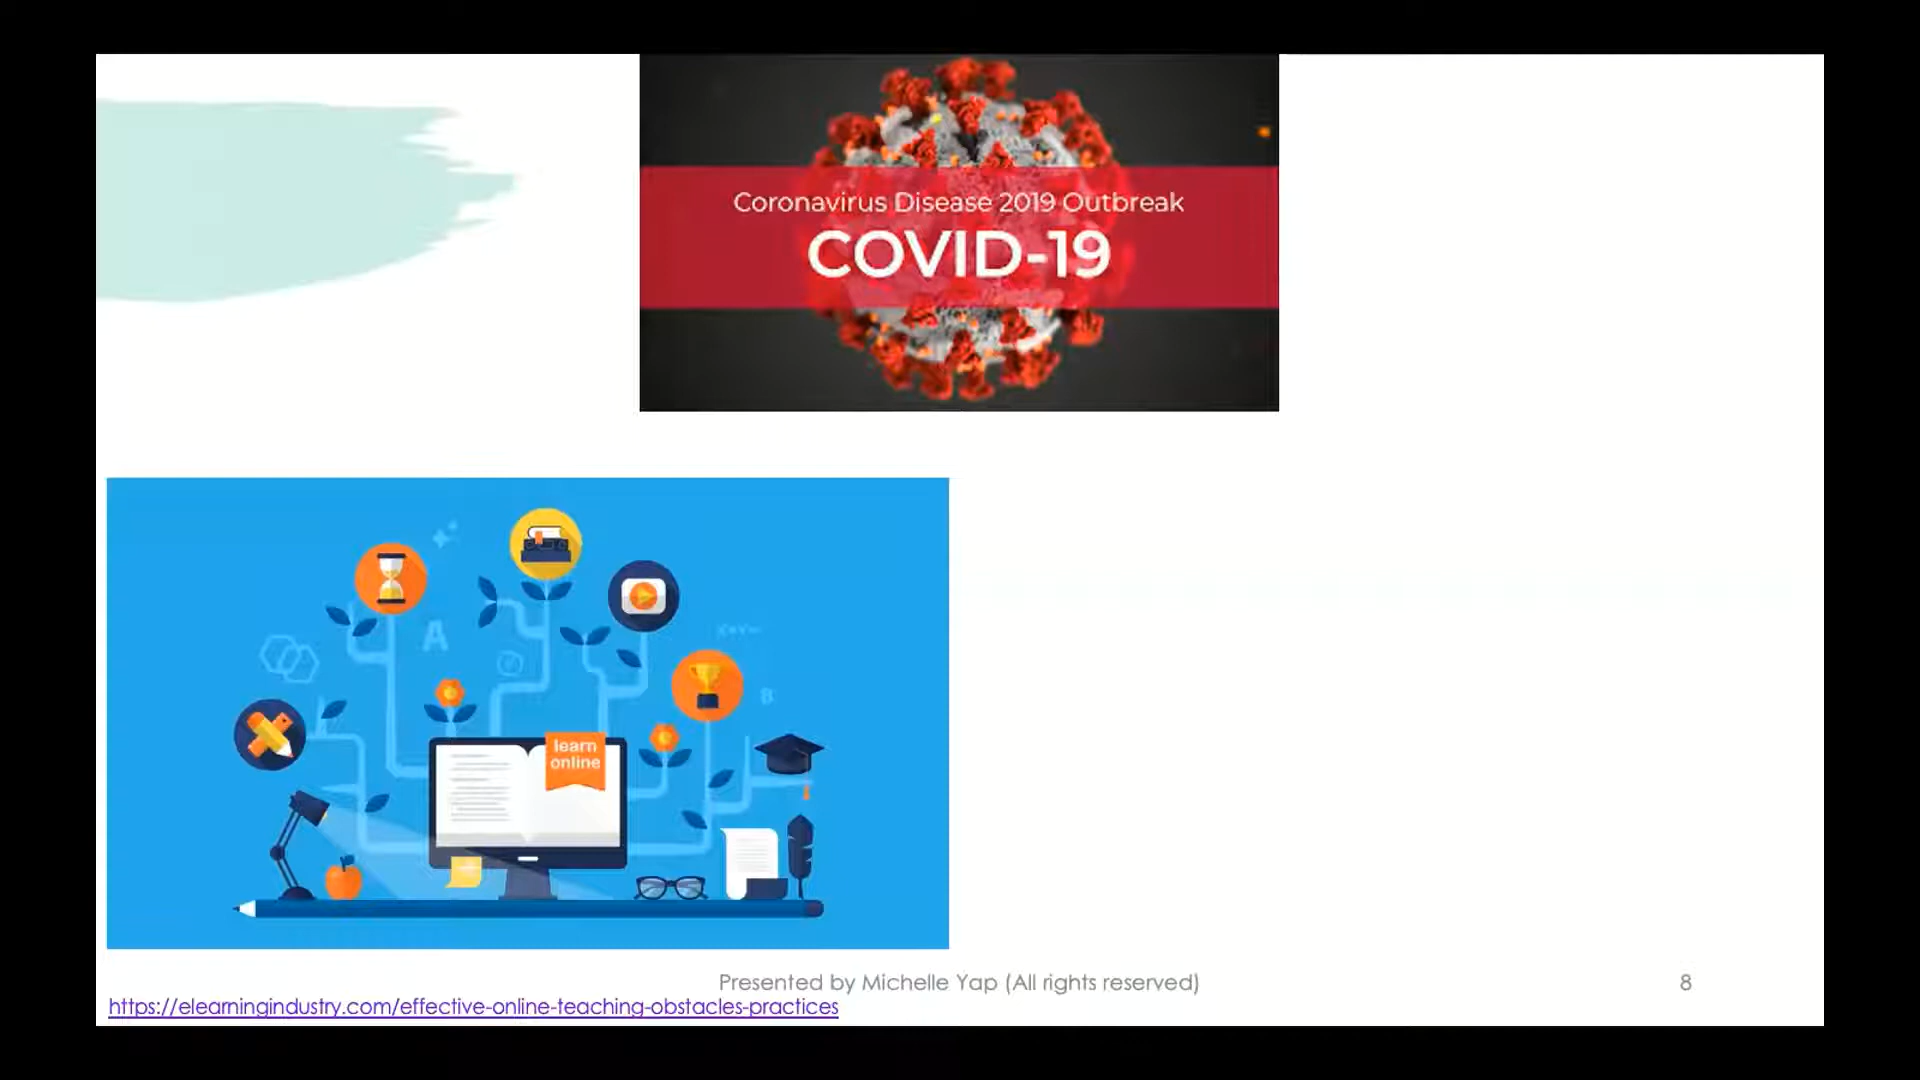 Coronavirus Disease 2019 Outbreak
COVID-19
A
B
learn
online
Presented by Michelle Yap (All rights reserved)
8
https://elearningindustry.com/effective-online-teaching-obstacles-practices